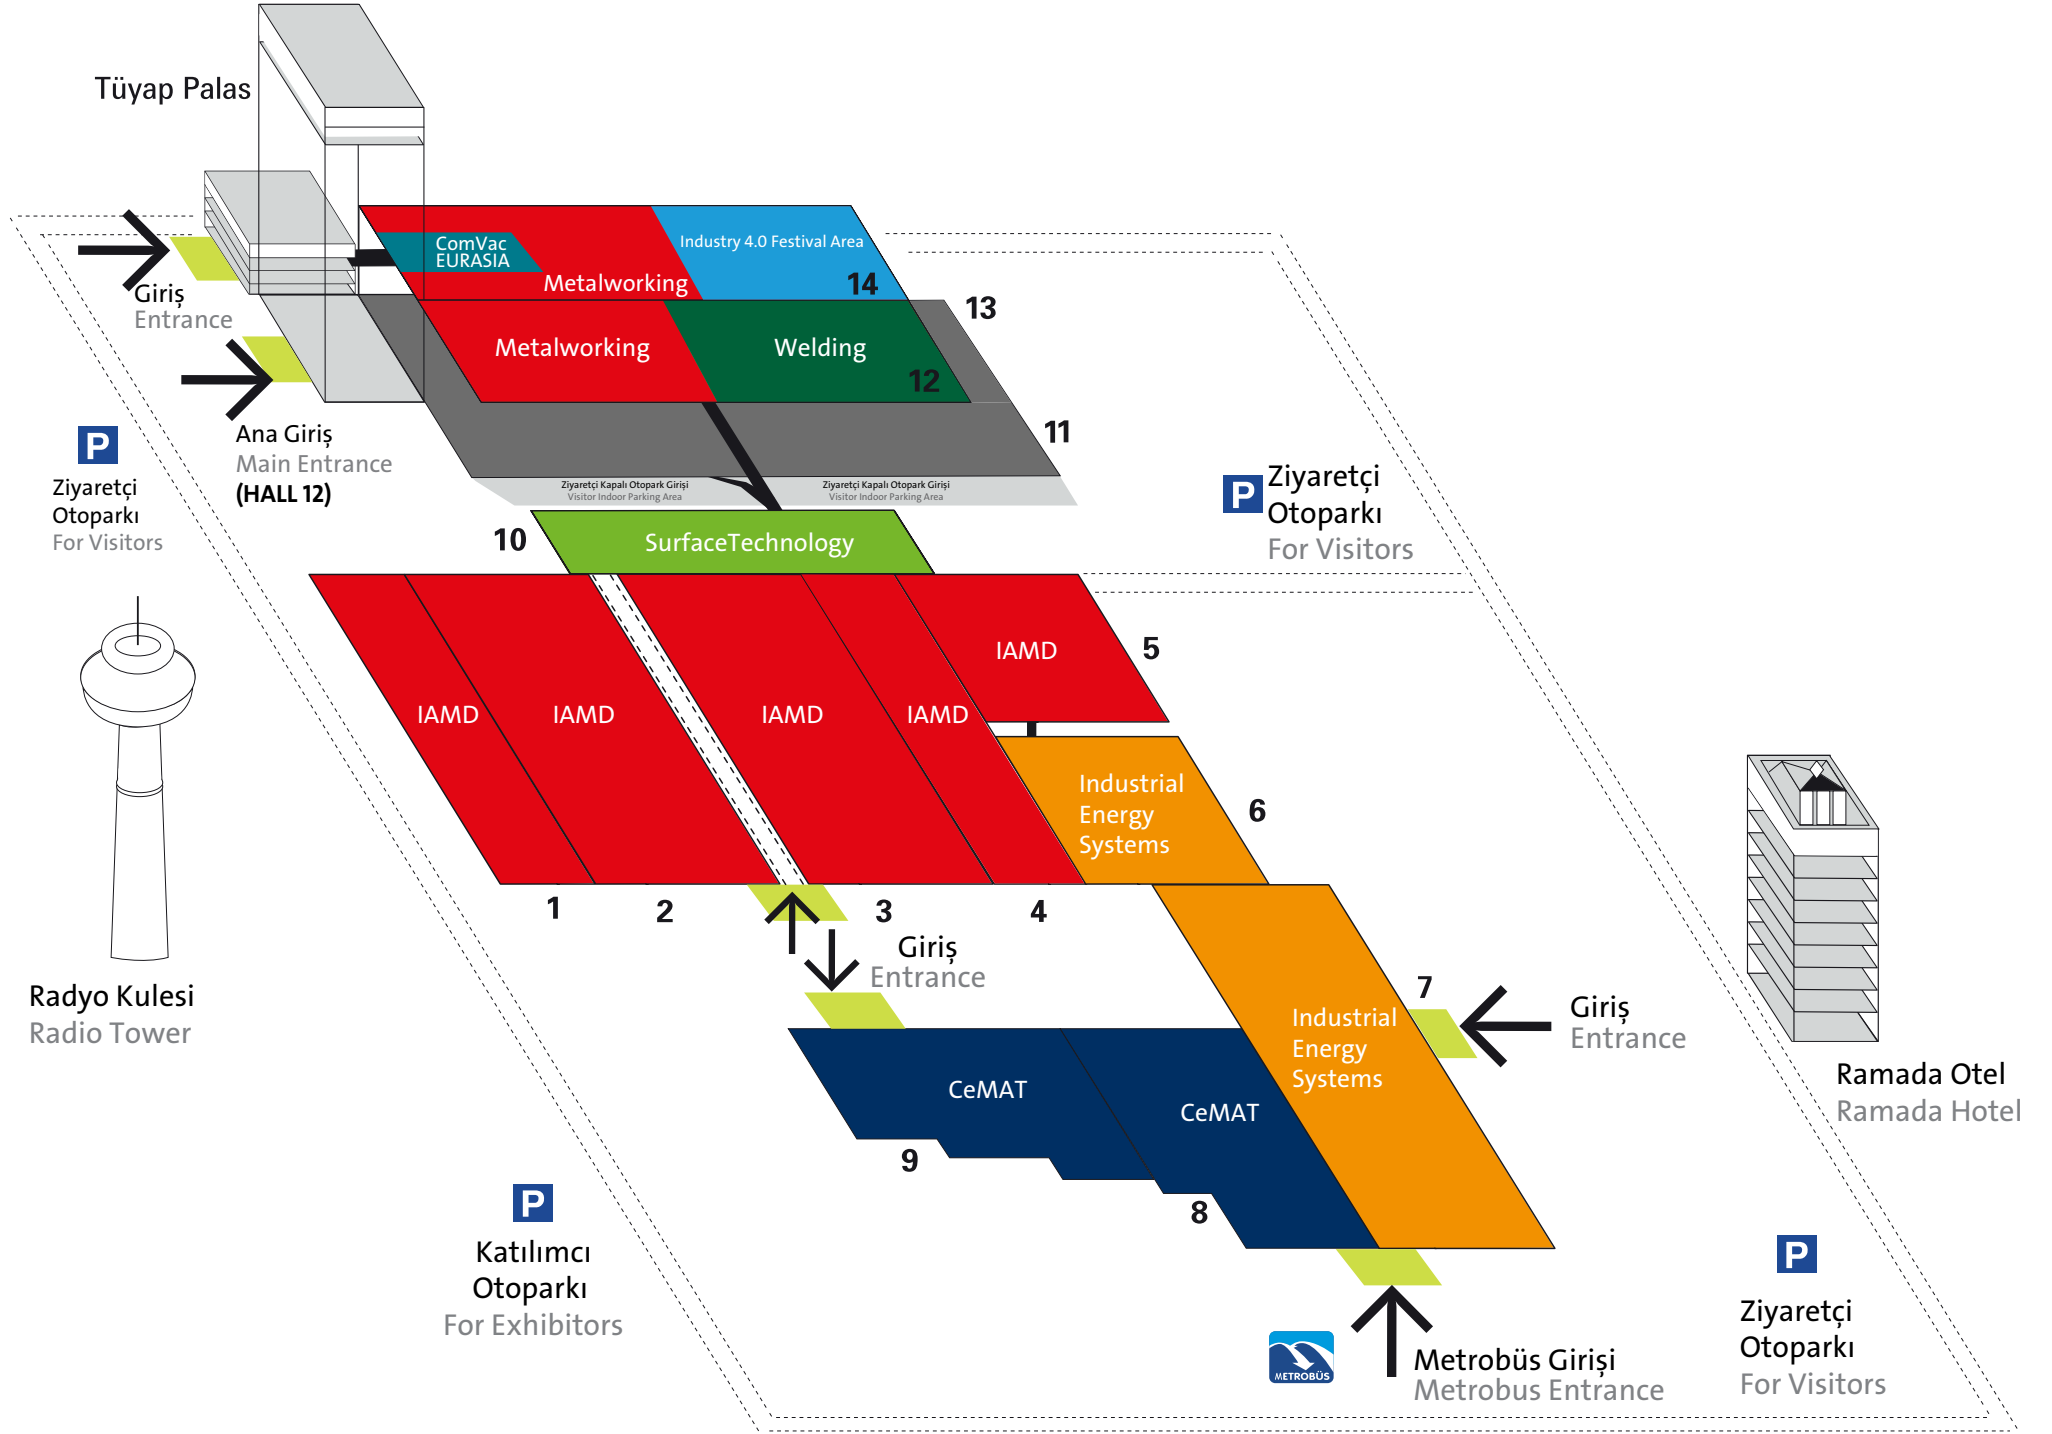 Tüyap Palas
ComVac
EURASIA
Industry 4.0 Festival Area
Metalworking
14
Giriş
Entrance
13
Metalworking
Welding
12
Ana Giriş
Main Entrance
(HALL 12)
11
P
Ziyaretçi
Otoparkı
For Visitors
Ziyaretçi Kapalı Otopark Girişi
Visitor Indoor Parking Area
Ziyaretçi Kapalı Otopark Girişi
Visitor Indoor Parking Area
P
Ziyaretçi
Otoparkı
For Visitors
10
SurfaceTechnology
IAMD
5
IAMD
IAMD
IAMD
IAMD
Industrial
Energy
Systems
6
1
2
3
4
Giriş
Entrance
Radyo Kulesi
Radio Tower
7
Industrial
Energy
Systems
Giriş
Entrance
Ramada Otel
Ramada Hotel
CeMAT
CeMAT
9
8
P
Katılımcı
Otoparkı
For Exhibitors
METROBÜS
Metrobüs Girişi
Metrobus Entrance
P
Ziyaretçi
Otoparkı
For Visitors